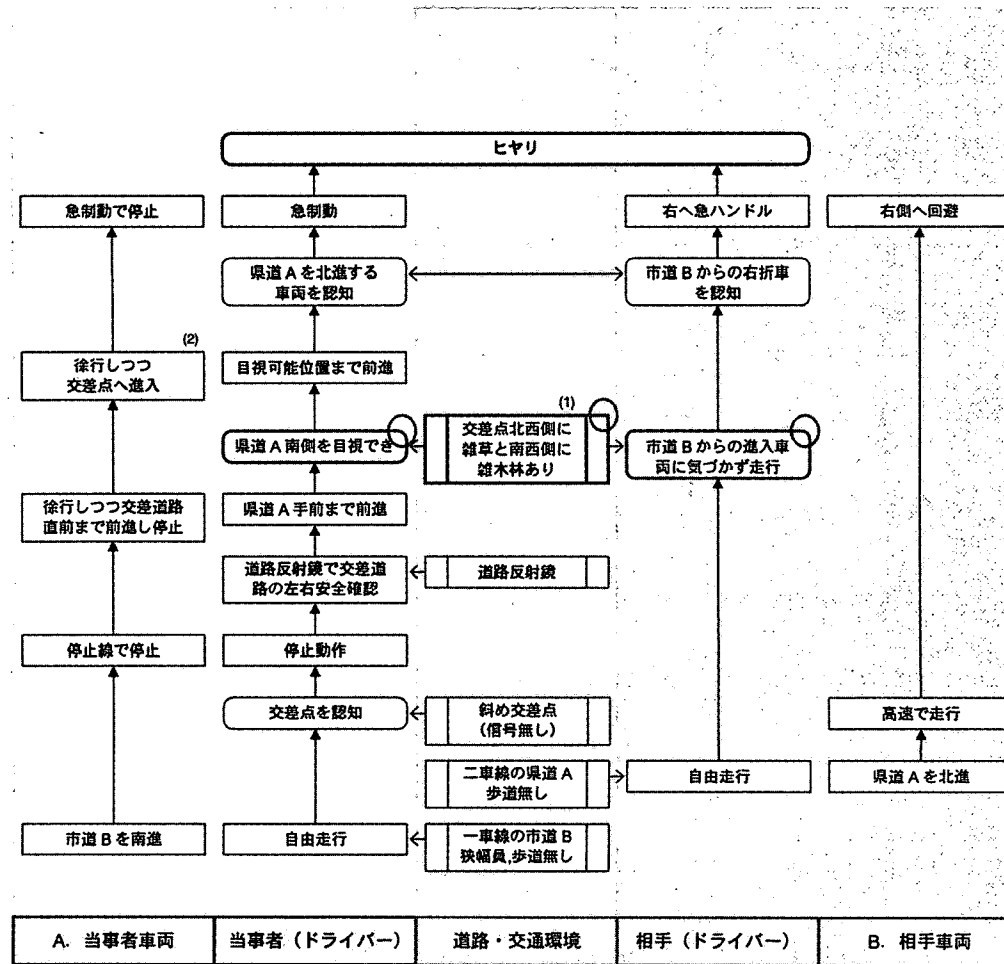 ヒヤリ
急制動で停止
急制動
右へ急ハンドル
右側へ回避
県道Aを北進する
車両を認知
市道Bからの右折車
を認知
(2)
徐行しつつ
交差点へ進入
目視可能位置まで前進
(1)
県道A南側を目視でき
交差点北西側に
雑草と南西側に
雑木林あり
市道Bからの進入車
両に気づかず走行
徐行しつつ交差道路
直前まで前進し停止
県道A手前まで前進
道路反射鏡で交差道
路の左右安全確認
道路反射鏡
停止線で停止
停止動作
交差点を認知
斜め交差点
(信号無し)
高速で走行
二車線の県道A
歩道無し
自由走行
県道Aを北進
市道Bを南進
自由走行
一車線の市道B
狭幅員,歩道無し
A. 当事者車両
当事者（ドライバー）
道路・交通環境
相手（ドライバー）
B. 相手車両